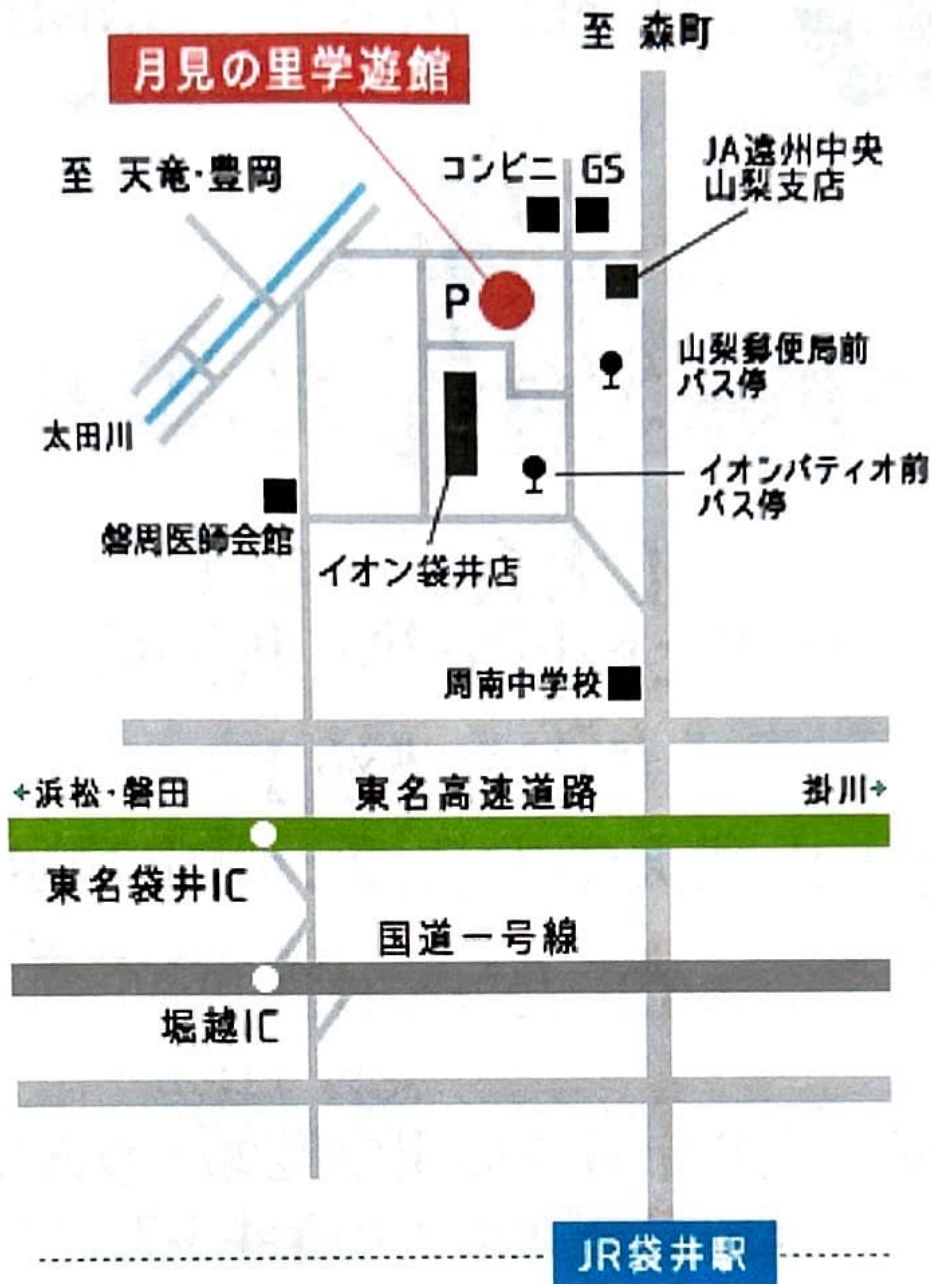 至 森町
月見の里学遊館
至 天竜・豊岡
コンビニ GS
JA遠州中央
山梨支店
P
山梨郵便局前
バス停
太田川
イオンパティオ前
バス停
磐周医師会館
イオン袋井店
周南中学校
←浜松・磐田
東名高速道路
掛川→
東名袋井IC
国道一号線
堀越IC
JR袋井駅